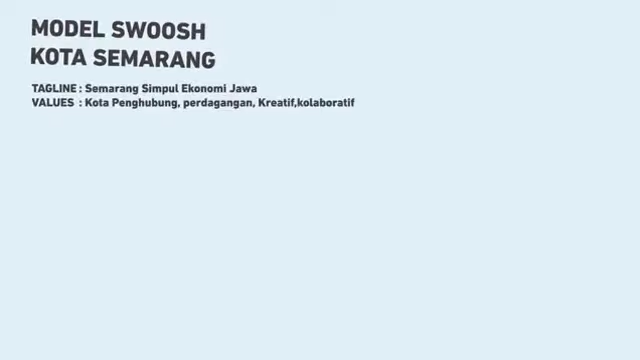 MODEL SWOOSH
KOTA SEMARANG
TAGLINE : Semarang Simpul Ekonomi Jawa
VALUES : Kota Penghubung, perdagangan, Kreatif,kolaboratif